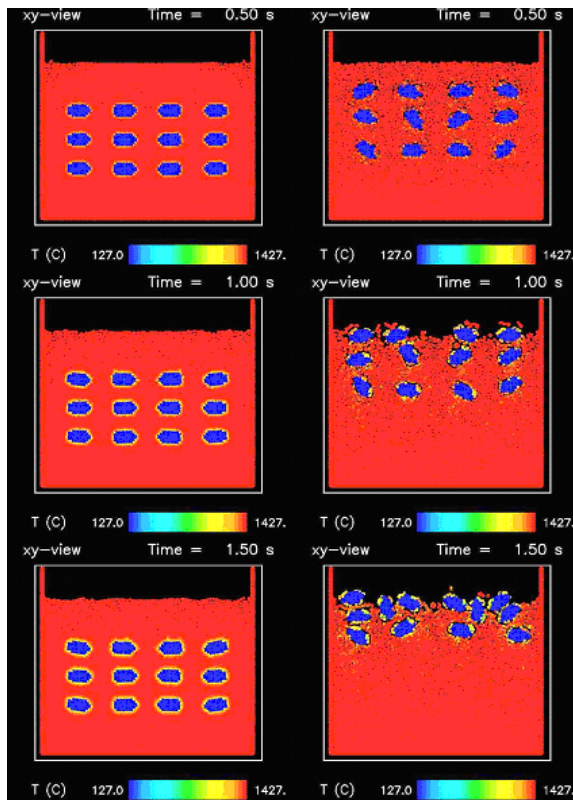 xy-view Time = 0.50 s
xy-view Time = 0.50 s
T (C) 127.0 1427.
T (C) 127.0 1427.
xy-view Time = 1.00 s
xy-view Time = 1.00 s
T (C) 127.0 1427.
T (C) 127.0 1427.
xy-view Time = 1.50 s
xy-view Time = 1.50 s
T (C) 127.0 1427.
T (C) 127.0 1427.